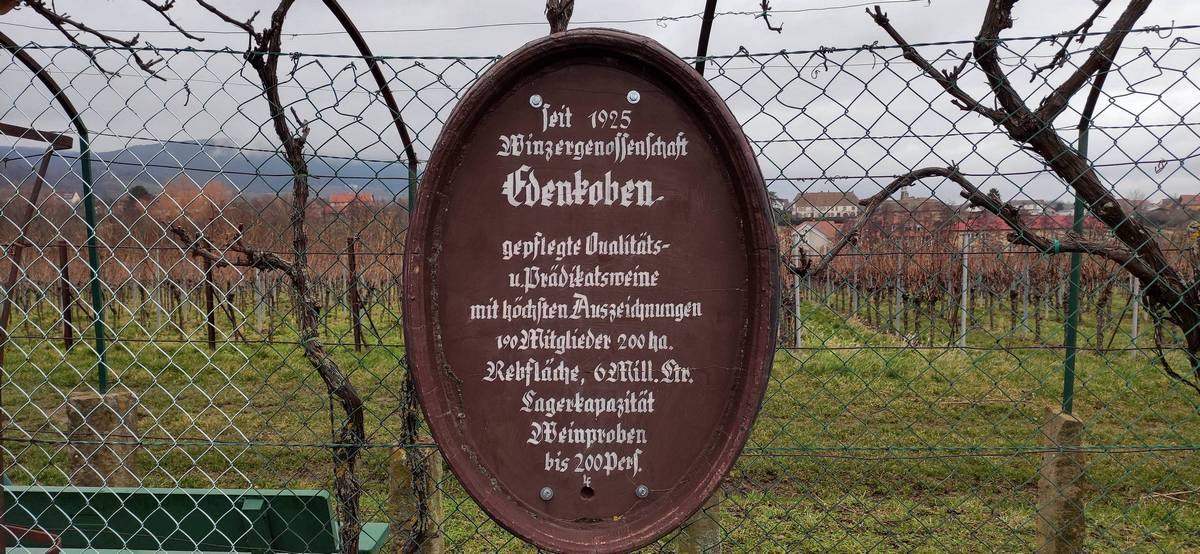 seit 1925
Winzergenossenschaft
Edenkoben
gepflegte Qualitäts-
u. Prädikatsweine
mit höchsten Auszeichnungen
190 Mitglieder 200 ha.
Rebfläche, 6 Mill. Ltr.
Lagerkapazität
Weinproben
bis 200 Pers.